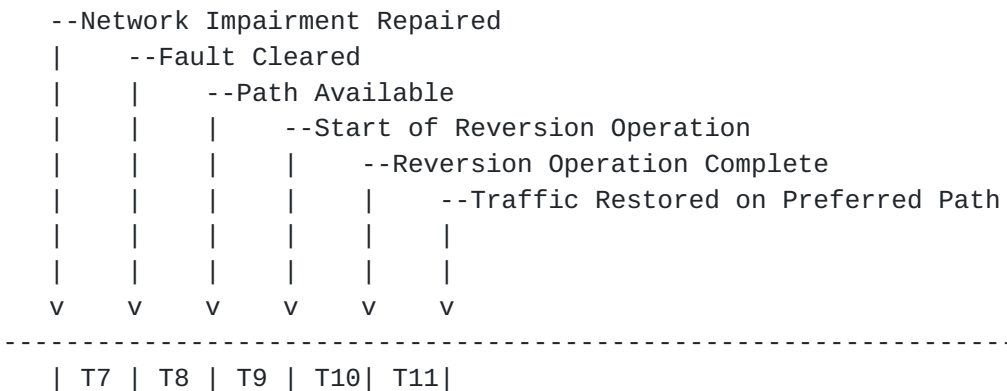 --Network Impairment Repaired
|    --Fault Cleared
|    |    --Path Available
|    |    |    --Start of Reversion Operation
|    |    |    |    --Reversion Operation Complete
|    |    |    |    |    --Traffic Restored on Preferred Path
|    |    |    |    |    |
|    |    |    |    |    |
v    v    v    v    v    v
-----------------------------------------------------------------
| T7 | T8 | T9 | T10| T11|